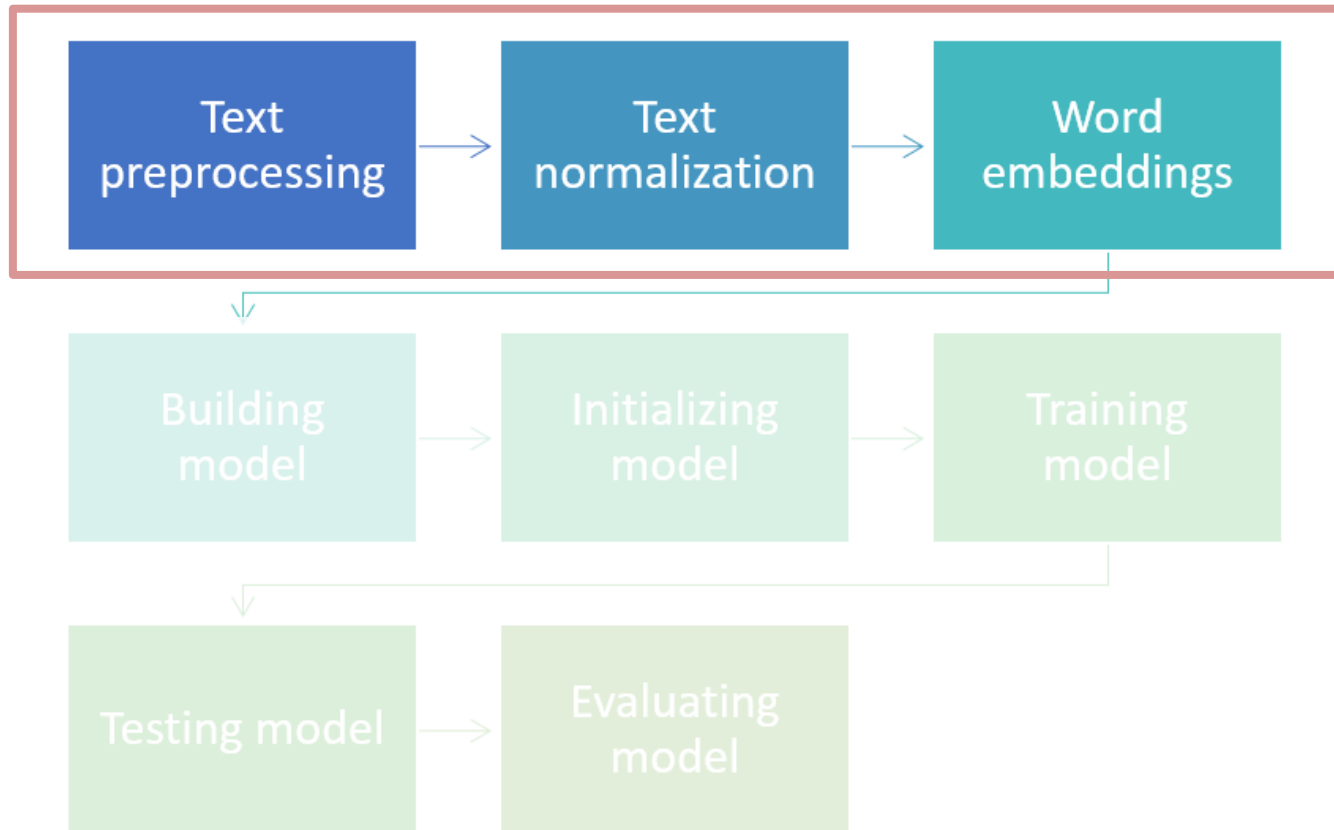 Text
preprocessing
Text
normalization
Word
embeddings
Building
model
Initializing
model
Training
model
Testing model
Evaluating
model